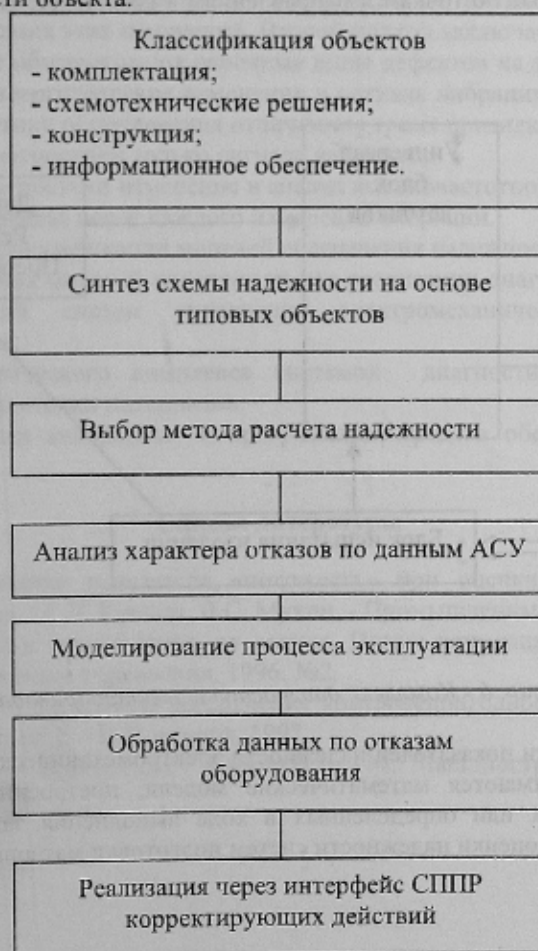 сти объекта.
Классификация объектов
- комплектация;
- схемотехнические решения;
- конструкция;
- информационное обеспечение.
Синтез схемы надежности на основе
типовых объектов
Выбор метода расчета надежности
Анализ характера отказов по данным АСУ
Моделирование процесса эксплуатации
Обработка данных по отказам
оборудования
Реализация через интерфейс СППР
корректирующих действий